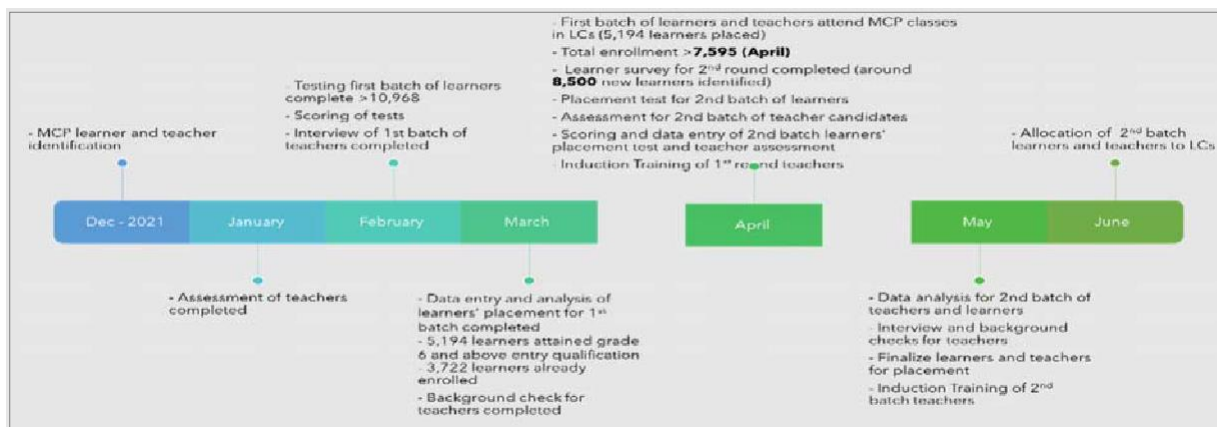 - First batch of learners and teachers attend MCP classes
in LCs (5,194 learners placed)
- Total enrollment >7,595 (April)
- Learner survey for 2nd round completed (around
8,500 new learners identified)
- Placement test for 2nd batch of learners
- Assessment for 2nd batch of teacher candidates
- Scoring and data entry of 2nd batch learners'
placement test and teacher assessment
- Induction Training of 1st round teachers
- Testing first batch of learners
complete >10,968
- Scoring of tests
- Interview of 1st batch of
teachers completed
- MCP learner and teacher
identification
- Allocation of 2nd batch
learners and teachers to LCs
Dec - 2021
January
February
March
April
May
June
- Assessment of teachers
completed
- Data entry and analysis of
learners' placement for 1st
batch completed
- 5,194 learners attained grade
6 and above entry qualification
- 3,722 learners already
enrolled
- Background check for
teachers completed
- Data analysis for 2nd batch of
teachers and learners
- Interview and background
checks for teachers
- Finalize learners and teachers
for placement
- Induction Training of 2nd
batch teachers